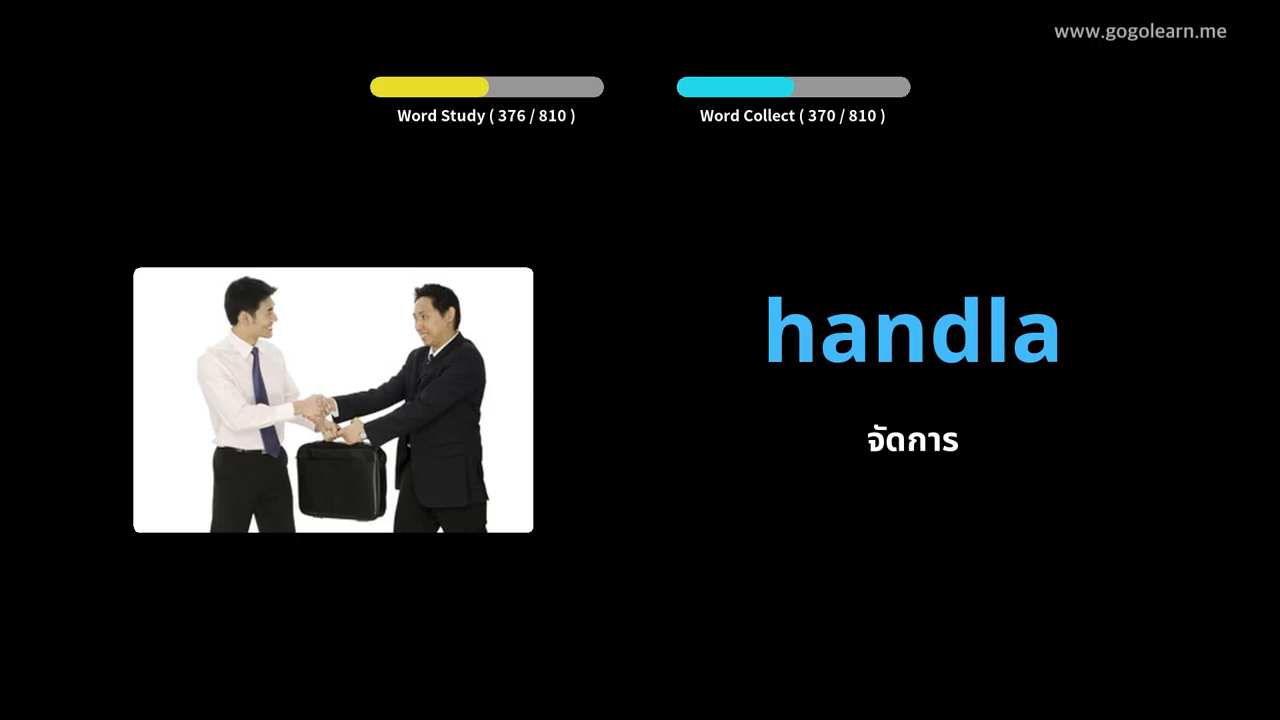 www.gogolearn.me
Word Study ( 376 / 810 )
Word Collect ( 370 / 810 )
handla
จัดการ